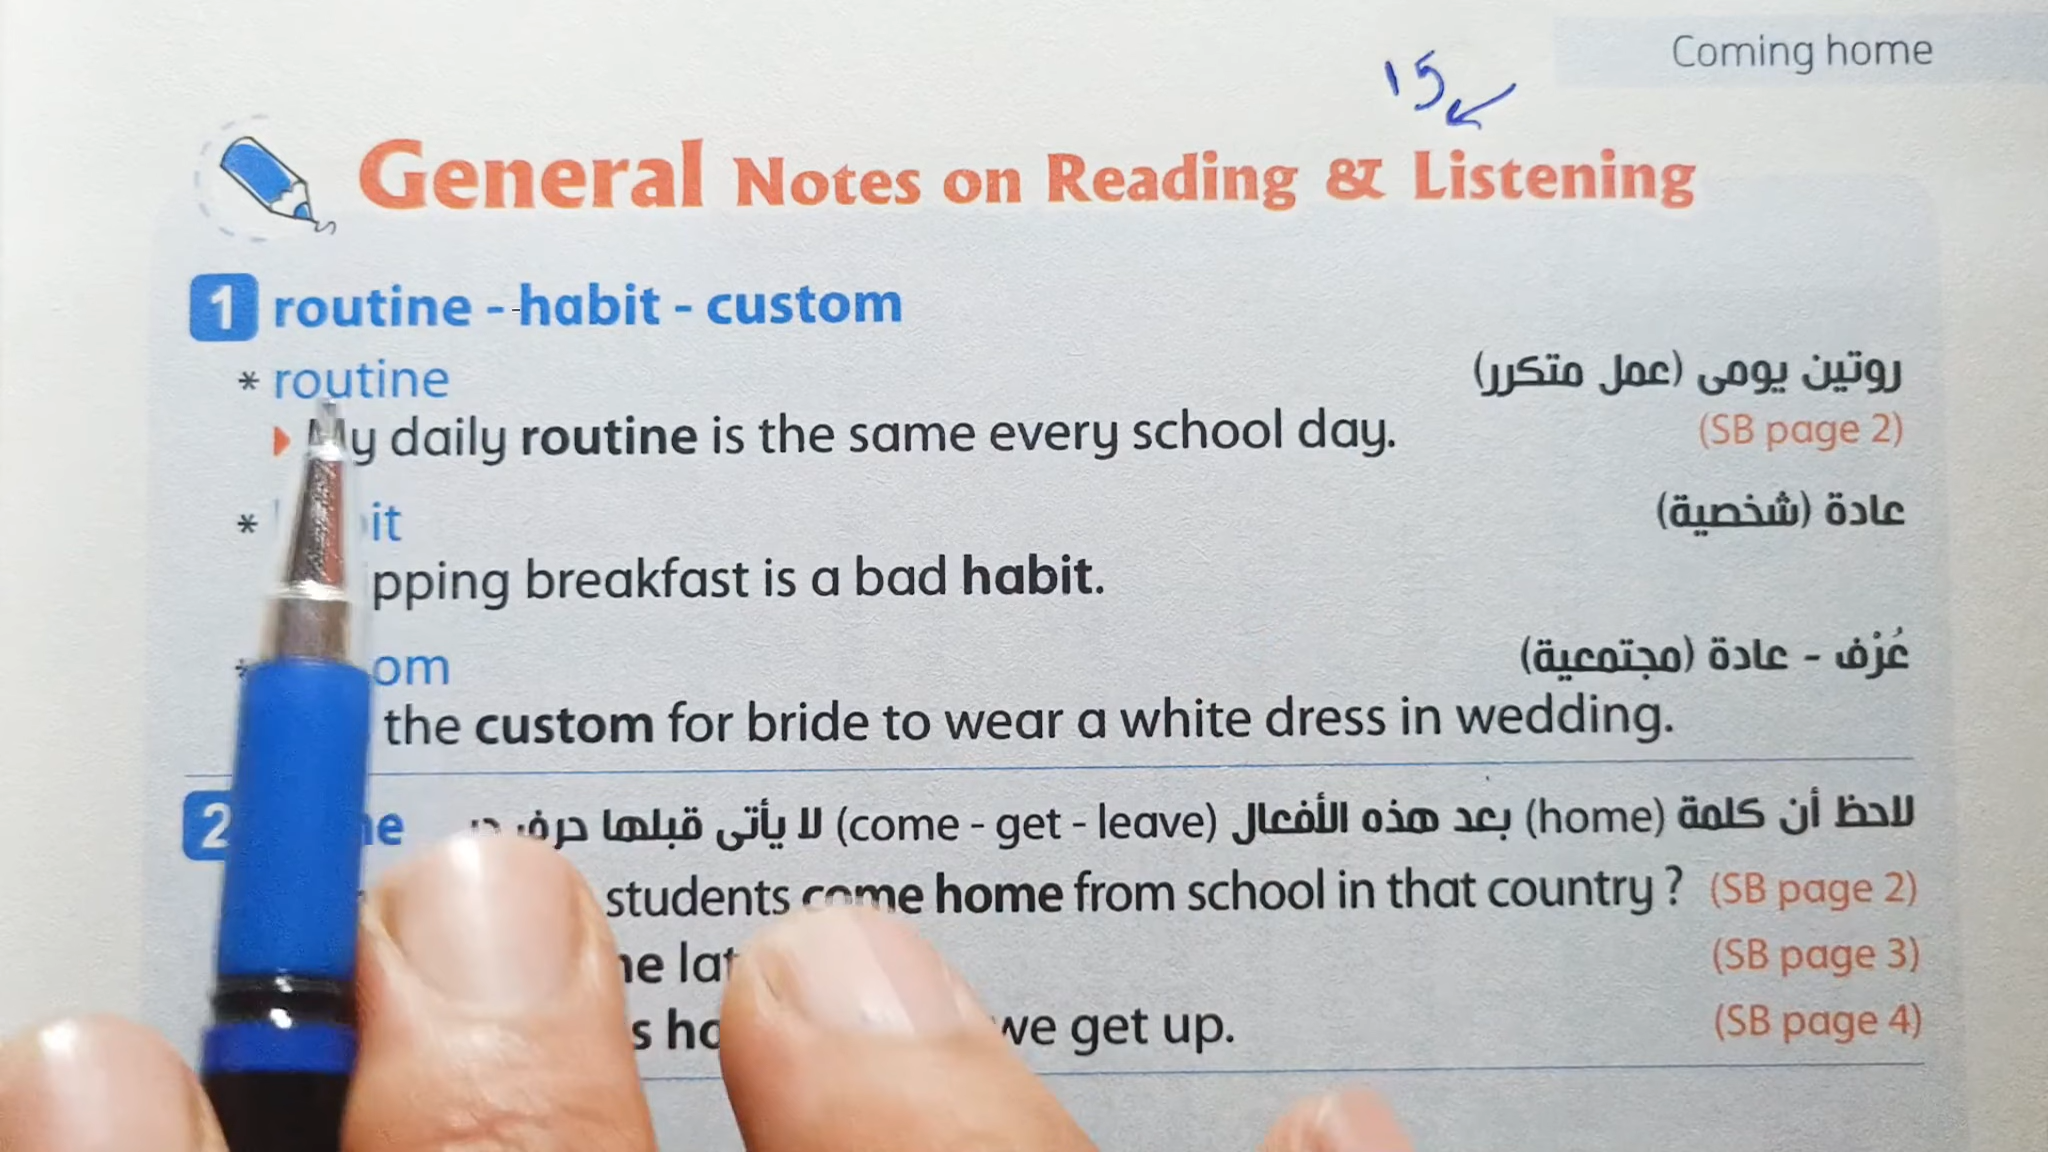 Coming home
15
General Notes on Reading & Listening
1 routine - habit - custom
* routine روتين يومى (عمل متكرر)
daily routine is the same every school day. (SB page 2)
* عادة (شخصية)
breakfast is a bad habit.
عُرْف - عادة (مجتمعية)
the custom for bride to wear a white dress in wedding.
2 لاحظ أن كلمة (home) بعد هذه الأفعال (come - get - leave) لا يأتى قبلها حرف
students come home from school in that country ? (SB page 2)
(SB page 3)
we get up. (SB page 4)